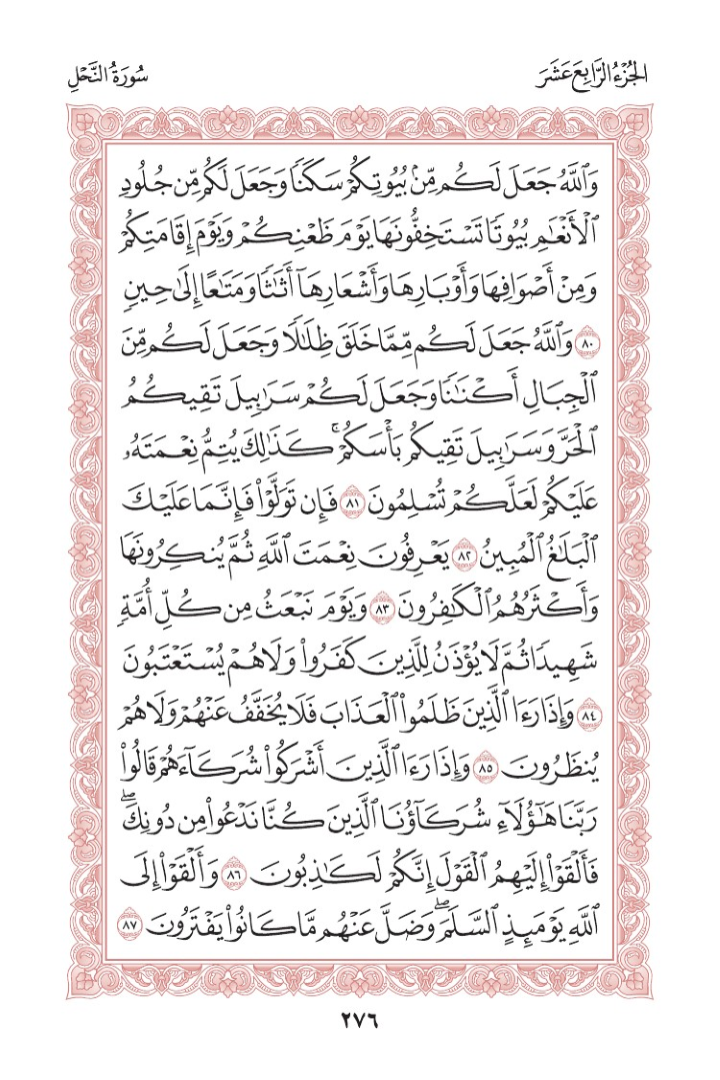 الجُزْءُ الرَّابِعَ عَشَرَ
سُورَةُ النَّحْلِ
وَٱللَّهُ جَعَلَ لَكُم مِّنۢ بُيُوتِكُمْ سَكَنًا وَجَعَلَ لَكُم مِّن جُلُودِ
ٱلْأَنْعَٰمِ بُيُوتًا تَسْتَخِفُّونَهَا يَوْمَ ظَعْنِكُمْ وَيَوْمَ إِقَامَتِكُمْ
وَمِنْ أَصْوَافِهَا وَأَوْبَارِهَا وَأَشْعَارِهَآ أَثَٰثًا وَمَتَٰعًا إِلَىٰ حِينٍ
٨٠ وَٱللَّهُ جَعَلَ لَكُم مِّمَّا خَلَقَ ظِلَٰلًا وَجَعَلَ لَكُم مِّنَ
ٱلْجِبَالِ أَكْنَٰنًا وَجَعَلَ لَكُمْ سَرَٰبِيلَ تَقِيكُمُ
ٱلْحَرَّ وَسَرَٰبِيلَ تَقِيكُم بَأْسَكُمْ ۚ كَذَٰلِكَ يُتِمُّ نِعْمَتَهُۥ
عَلَيْكُمْ لَعَلَّكُمْ تُسْلِمُونَ ٨١ فَإِن تَوَلَّوْا۟ فَإِنَّمَا عَلَيْكَ
ٱلْبَلَٰغُ ٱلْمُبِينُ ٨٢ يَعْرِفُونَ نِعْمَتَ ٱللَّهِ ثُمَّ يُنكِرُونَهَا
وَأَكْثَرُهُمُ ٱلْكَٰفِرُونَ ٨٣ وَيَوْمَ نَبْعَثُ مِن كُلِّ أُمَّةٍ
شَهِيدًا ثُمَّ لَا يُؤْذَنُ لِلَّذِينَ كَفَرُوا۟ وَلَا هُمْ يُسْتَعْتَبُونَ
٨٤ وَإِذَا رَءَا ٱلَّذِينَ ظَلَمُوا۟ ٱلْعَذَابَ فَلَا يُخَفَّفُ عَنْهُمْ وَلَا هُمْ
يُنظَرُونَ ٨٥ وَإِذَا رَءَا ٱلَّذِينَ أَشْرَكُوا۟ شُرَكَآءَهُمْ قَالُوا۟
رَبَّنَا هَٰٓؤُلَآءِ شُرَكَآؤُنَا ٱلَّذِينَ كُنَّا نَدْعُوا۟ مِن دُونِكَ ۖ
فَأَلْقَوْا۟ إِلَيْهِمُ ٱلْقَوْلَ إِنَّكُمْ لَكَٰذِبُونَ ٨٦ وَأَلْقَوْا۟ إِلَى
ٱللَّهِ يَوْمَئِذٍ ٱلسَّلَمَ ۖ وَضَلَّ عَنْهُم مَّا كَانُوا۟ يَفْتَرُونَ ٨٧
٢٧٦